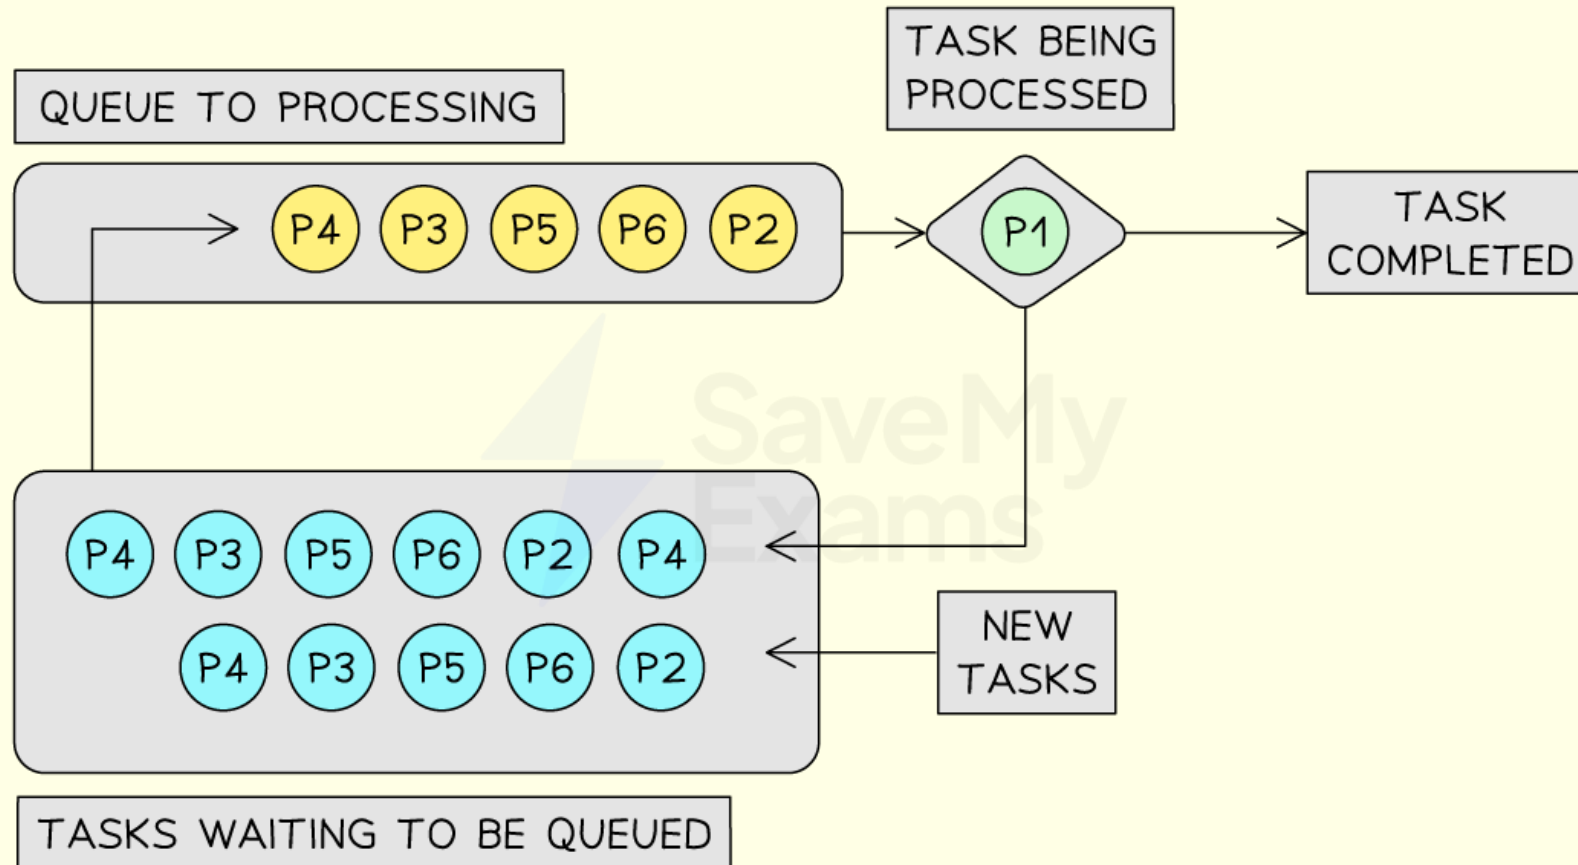 TASK BEING
PROCESSED
QUEUE TO PROCESSING
P4 P3 P5 P6 P2
P1
TASK
COMPLETED
SaveMy
Exams
P4 P3 P5 P6 P2 P4
P4 P3 P5 P6 P2
NEW
TASKS
TASKS WAITING TO BE QUEUED